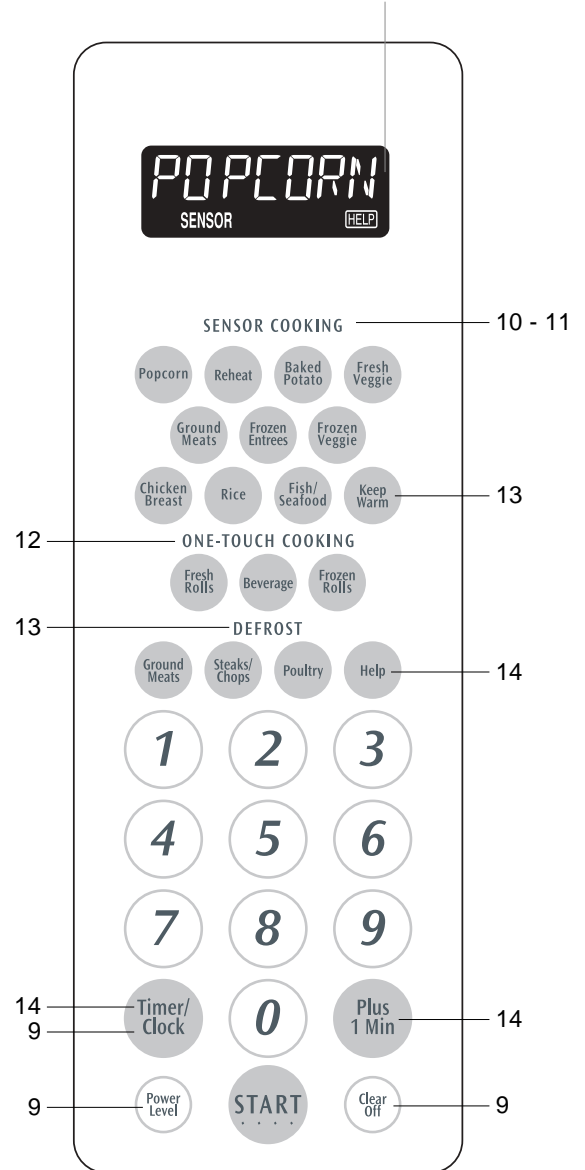 POPCORN
SENSOR HELP
SENSOR COOKING 10 - 11
Popcorn Reheat Baked Potato Fresh Veggie
Ground Meats Frozen Entrees Frozen Veggie
Chicken Breast Rice Fish/ Seafood Keep Warm 13
12 ONE-TOUCH COOKING
Fresh Rolls Beverage Frozen Rolls
13 DEFROST
Ground Meats Steaks/ Chops Poultry Help 14
1 2 3
4 5 6
7 8 9
14 9 Timer/ Clock 0 Plus 1 Min 14
9 Power Level START Clear Off 9